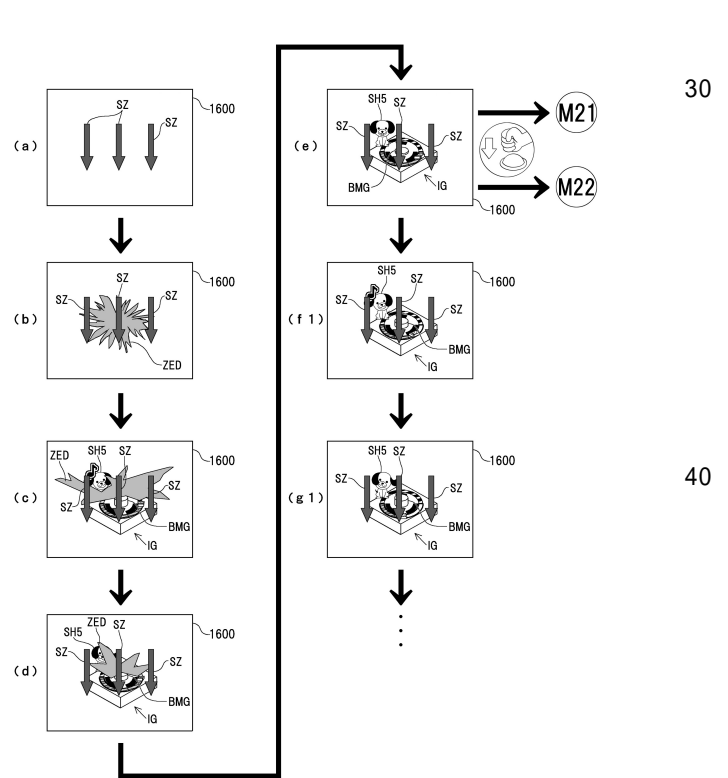 (a)
SZ
SZ
1600
(b)
SZ
SZ
SZ
1600
ZED
(c)
ZED
SH5
SZ
1600
SZ
SZ
BMG
IG
(d)
ZED
SZ
SH5
1600
SZ
SZ
BMG
IG
(e)
SH5
SZ
SZ
SZ
BMG
IG
1600
M21
M22
(f1)
SH5
SZ
1600
SZ
SZ
BMG
IG
(g1)
SH5
SZ
1600
SZ
SZ
BMG
IG
30
40